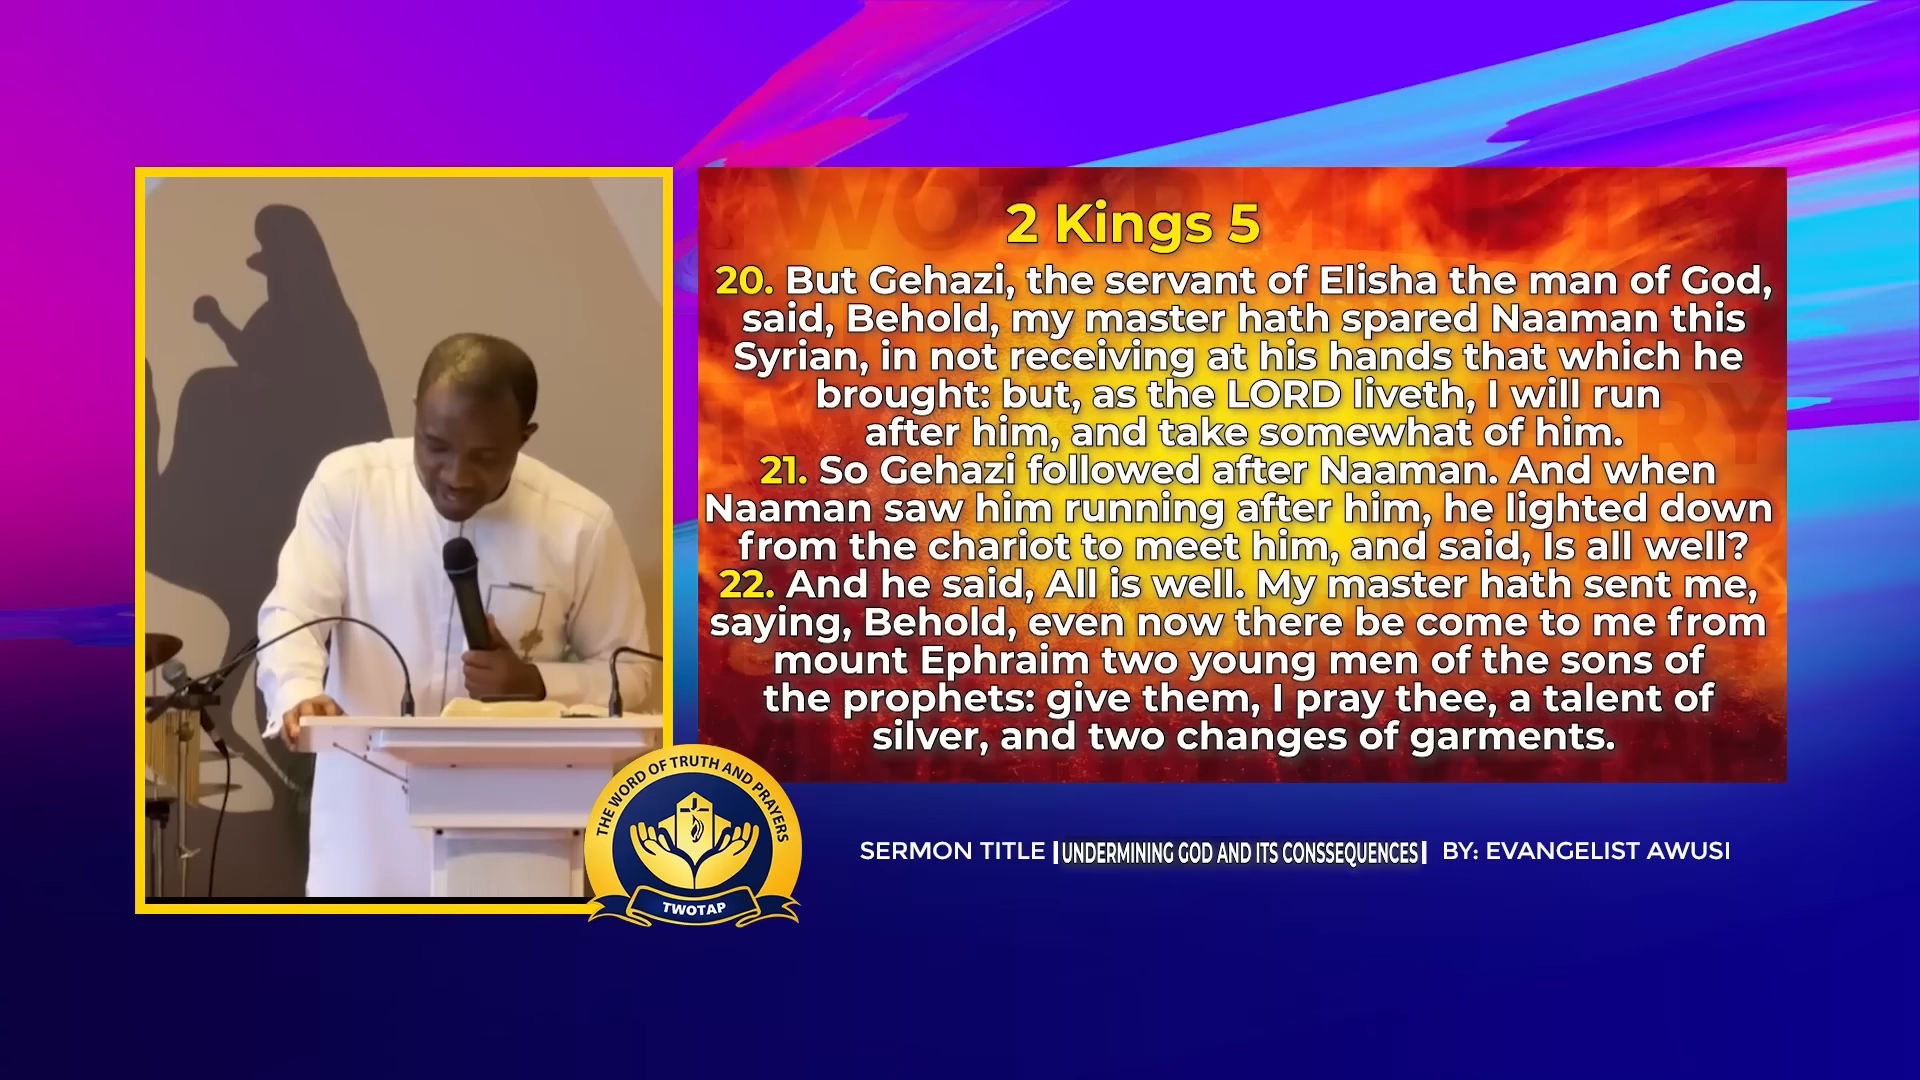 2 Kings 5
20. But Gehazi, the servant of Elisha the man of God,
said, Behold, my master hath spared Naaman this
Syrian, in not receiving at his hands that which he
brought: but, as the LORD liveth, I will run
after him, and take somewhat of him.
21. So Gehazi followed after Naaman. And when
Naaman saw him running after him, he lighted down
from the chariot to meet him, and said, Is all well?
22. And he said, All is well. My master hath sent me,
saying, Behold, even now there be come to me from
mount Ephraim two young men of the sons of
the prophets: give them, I pray thee, a talent of
silver, and two changes of garments.
THE WORD OF TRUTH AND PRAYERS
TWOTAP
SERMON TITLE |UNDERMINING GOD AND ITS CONSSEQUENCES| BY: EVANGELIST AWUSI